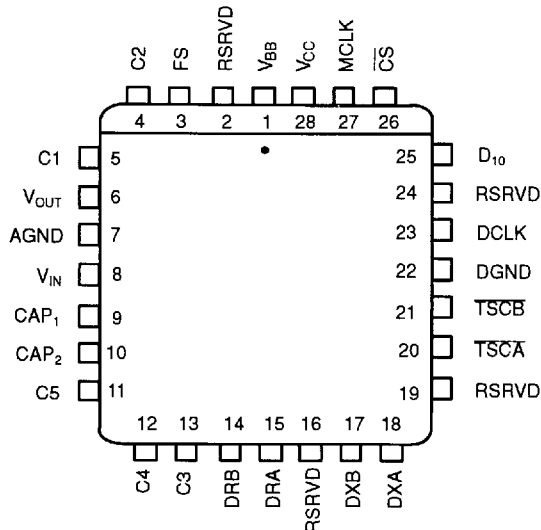 C2 FS RSRVD VBB VCC MCLK CS
4 3 2 1 28 27 26
C1 5 25 D10
VOUT 6 24 RSRVD
AGND 7 23 DCLK
VIN 8 22 DGND
CAP1 9 21 TSCB
CAP2 10 20 TSCA
C5 11 19 RSRVD
12 13 14 15 16 17 18
C4 C3 DRB DRA RSRVD DXB DXA